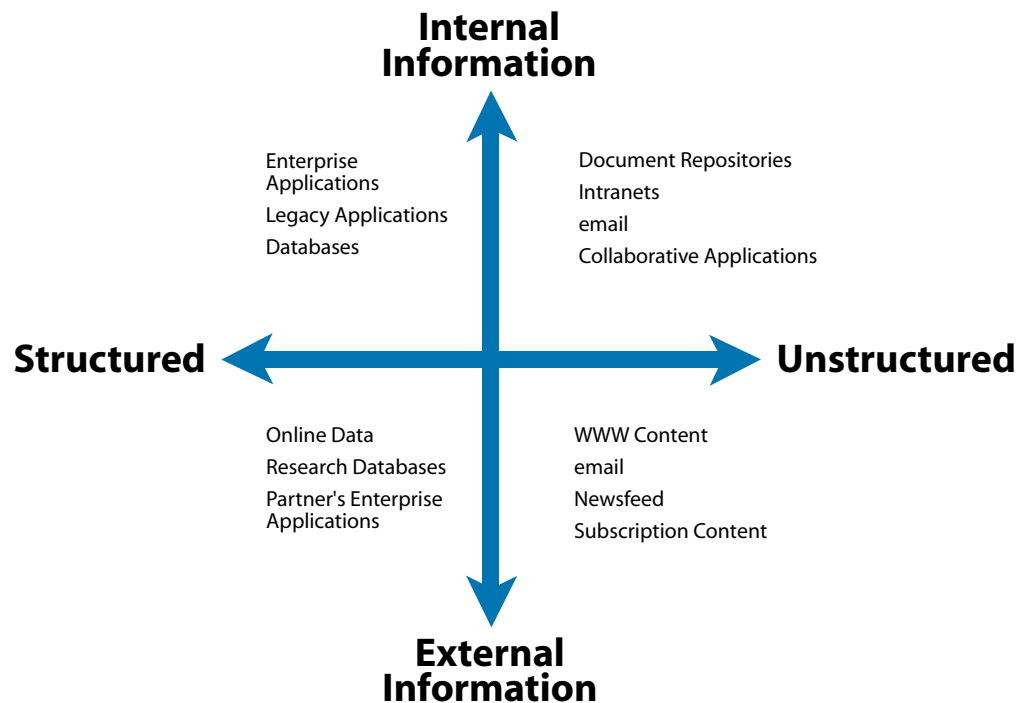 Internal
Information
Enterprise
Applications
Legacy Applications
Databases
Document Repositories
Intranets
email
Collaborative Applications
Structured
Unstructured
Online Data
Research Databases
Partner's Enterprise
Applications
WWW Content
email
Newsfeed
Subscription Content
External
Information